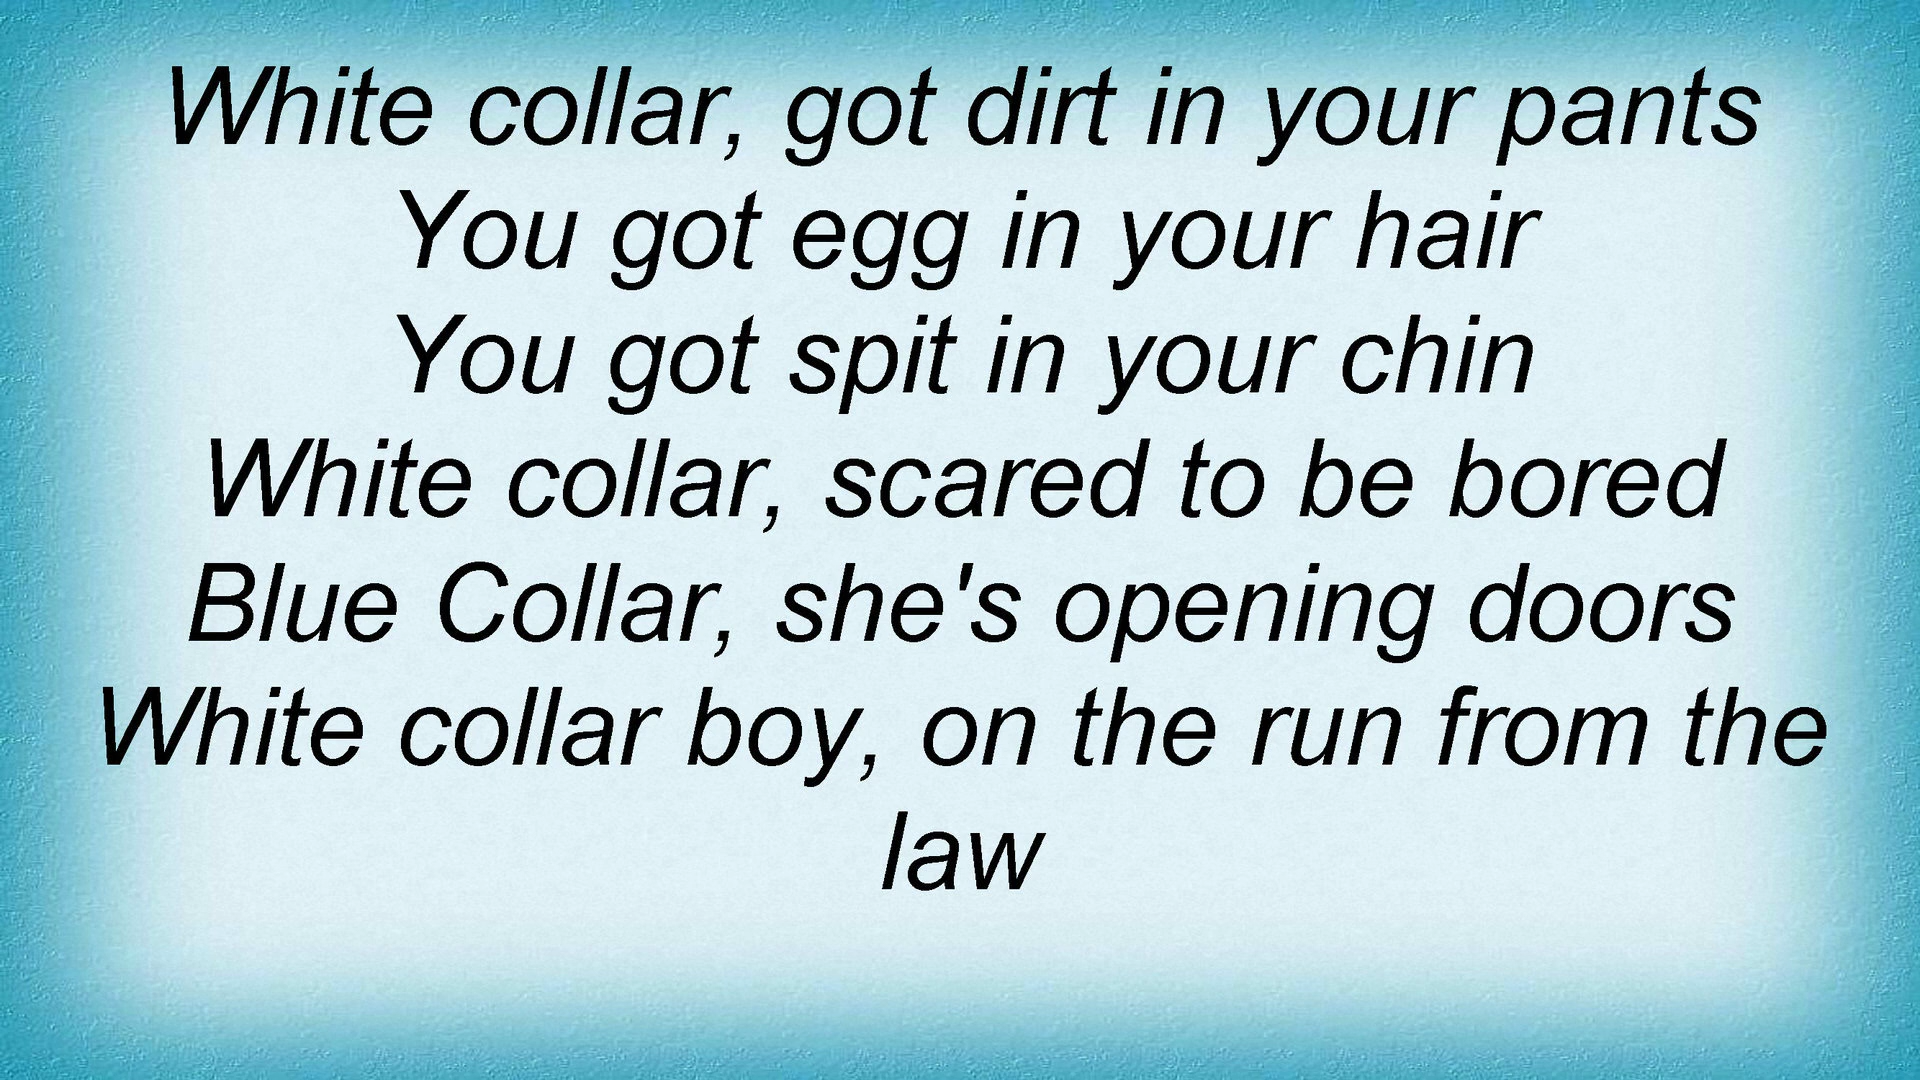 White collar, got dirt in your pants
You got egg in your hair
You got spit in your chin
White collar, scared to be bored
Blue Collar, she's opening doors
White collar boy, on the run from the
law